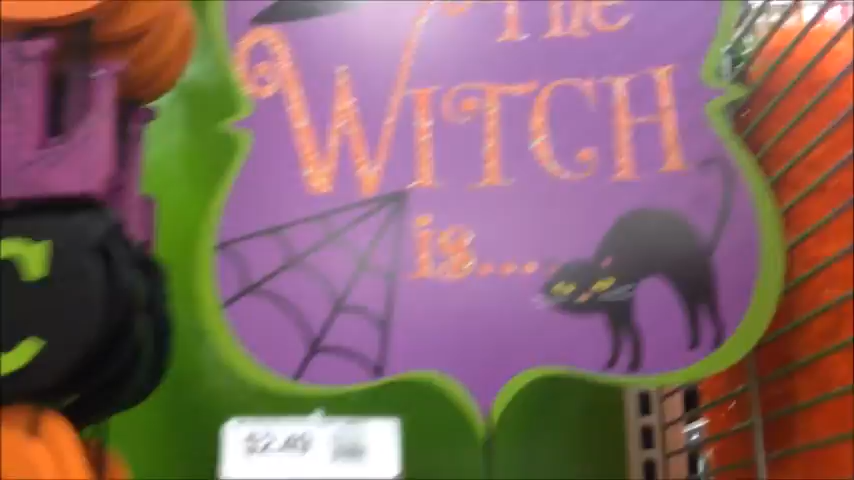 The
WITCH
is....
$2.49
C